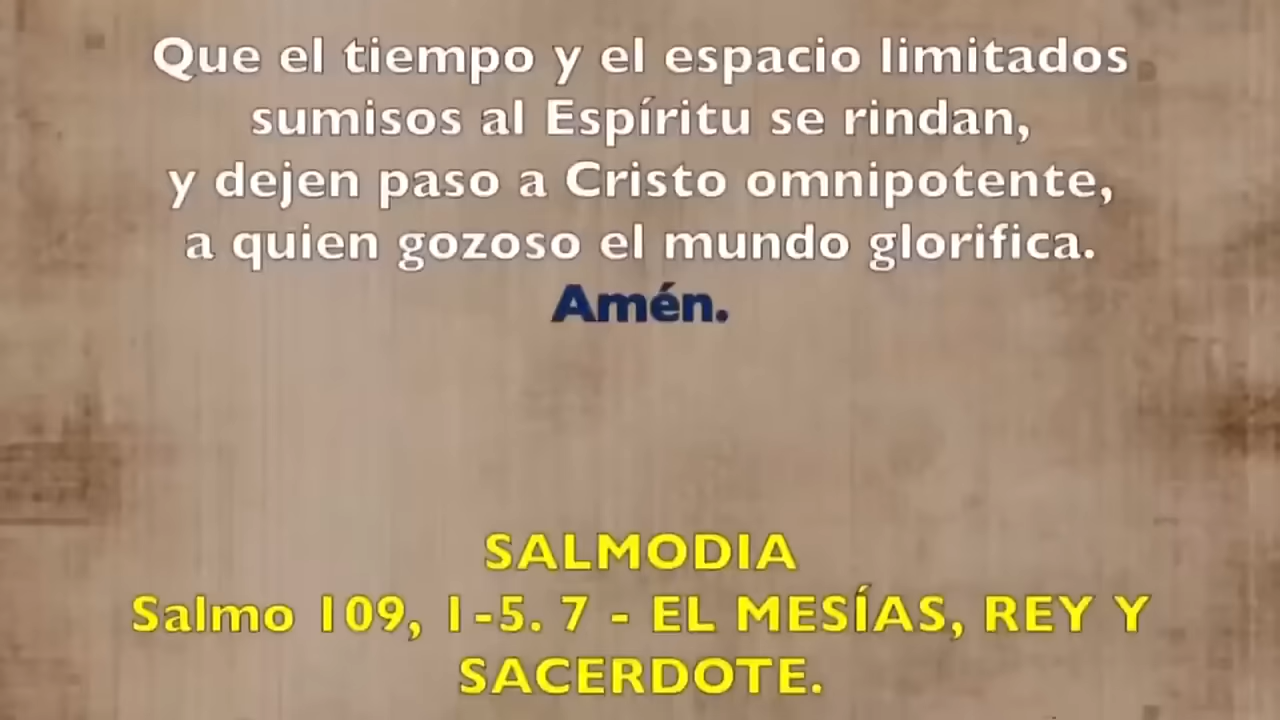 Que el tiempo y el espacio limitados
sumisos al Espíritu se rindan,
y dejen paso a Cristo omnipotente,
a quien gozoso el mundo glorifica.
Amén.
SALMODIA
Salmo 109, 1-5. 7 - EL MESÍAS, REY Y
SACERDOTE.